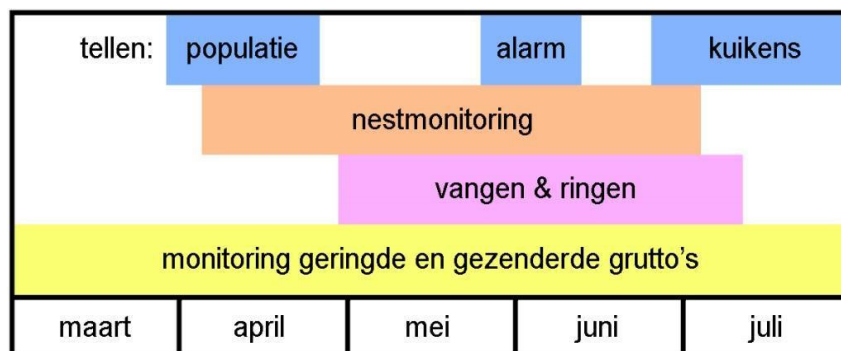 tellen: populatie alarm kuikens
nestmonitoring
vangen & ringen
monitoring geringde en gezenderde grutto's
maart april mei juni juli